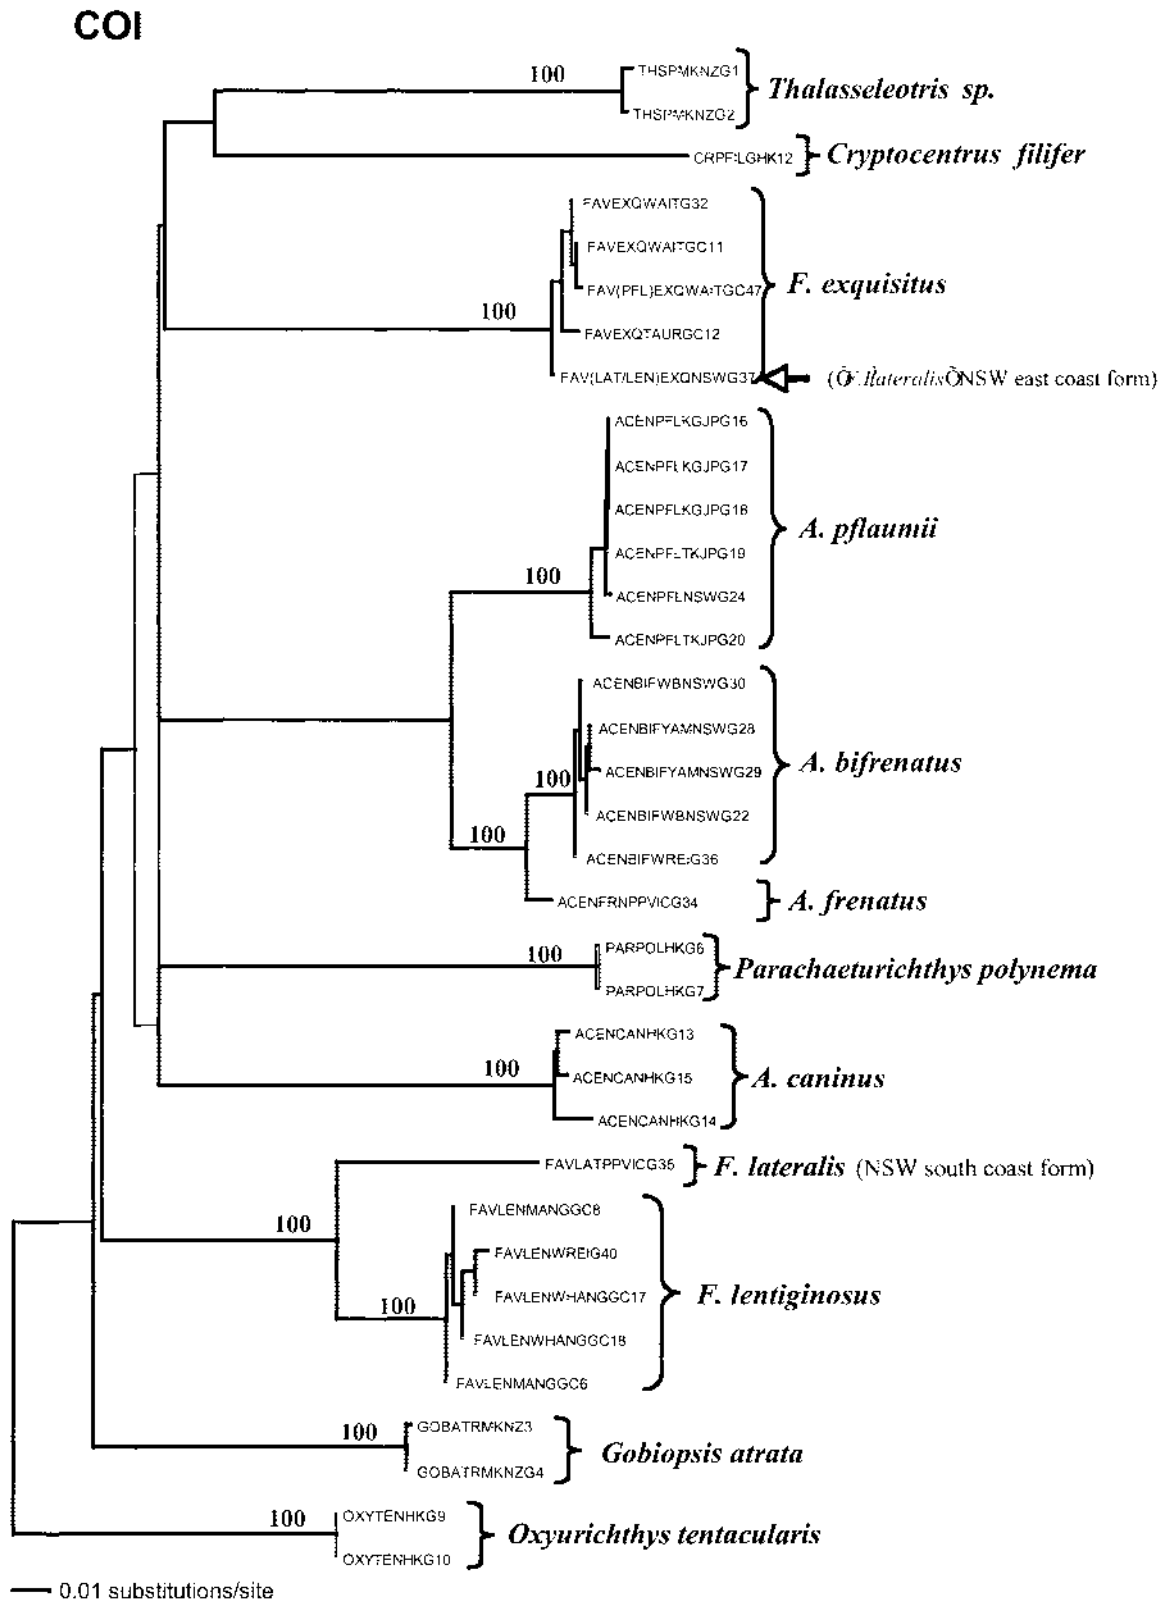 COI
100
THSPMKNZG1
THSPMKNZG2
Thalasseleotris sp.
CRPFILGHK12
Cryptocentrus filifer
FAVEXQWAITG32
FAVEXQWAITGC11
FAV(PFL)EXQWAITGC47
100
FAVEXQTAURGC12
FAV(LAT/LEN)EXQNSWG37
F. exquisitus
NSW east coast form)
ACENPFLKGJPG16
ACENPFLKGJPG17
ACENPFLKGJPG18
ACENPFLTKJPG19
100
ACENPFLNSWG24
ACENPFLTKJPG20
A. pflaumii
ACENBIFWBNSWG30
ACENBIFYAMNSWG28
ACENBIFYAMNSWG29
100
ACENBIFWBNSWG22
100
ACENBIFWREIG36
A. bifrenatus
ACENFRNPPVICG34
A. frenatus
100
PARPOLHKG6
PARPOLHKG7
Parachaeturichthys polynema
ACENCANHKG13
100
ACENCANHKG15
ACENCANHKG14
A. caninus
FAVLATPPVICG35
F. lateralis (NSW south coast form)
100
FAVLENMANGGC8
FAVLENWREIG40
FAVLENWHANGGC17
100
FAVLENWHANGGC18
FAVLENMANGGC6
F. lentiginosus
100
GOBATRMKNZ3
GOBATRMKNZG4
Gobiopsis atrata
100
OXYTENHKG9
OXYTENHKG10
Oxyurichthys tentacularis
0.01 substitutions/site